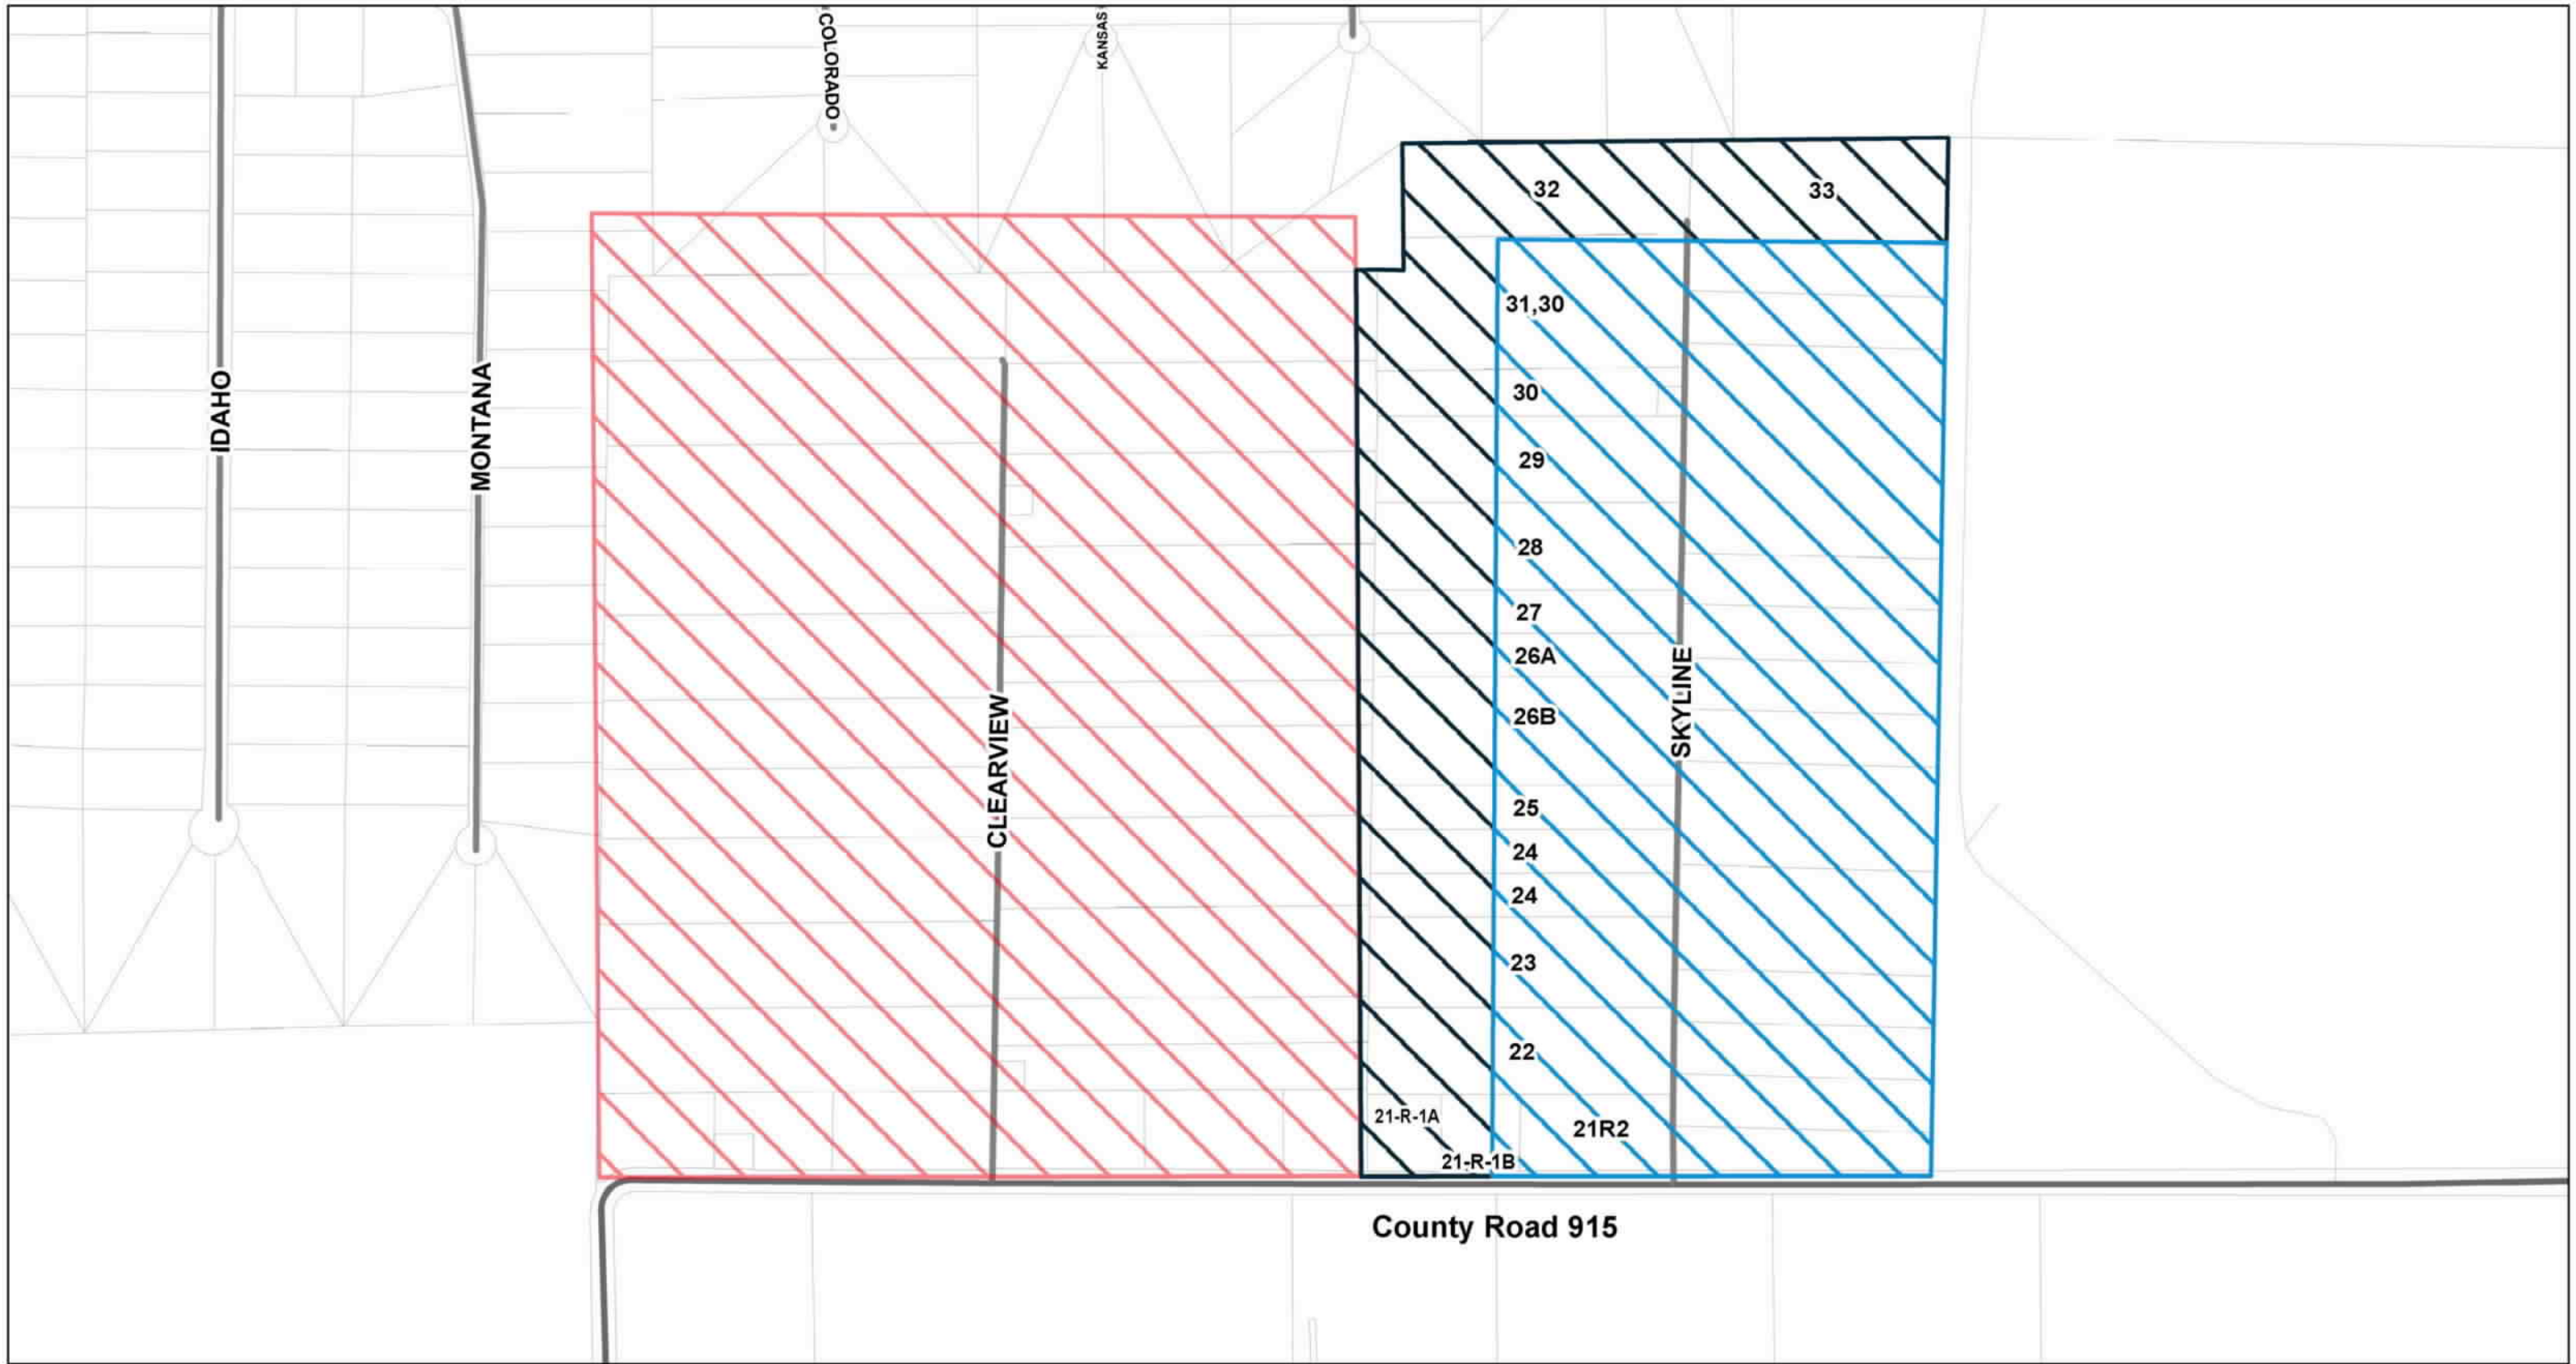 COLORADO
KANSAS
32
33
31,30
IDAHO
MONTANA
30
29
28
27
26A
SKYLINE
26B
CLEARVIEW
25
24
24
23
22
21-R-1A
21R2
21-R-1B
County Road 915